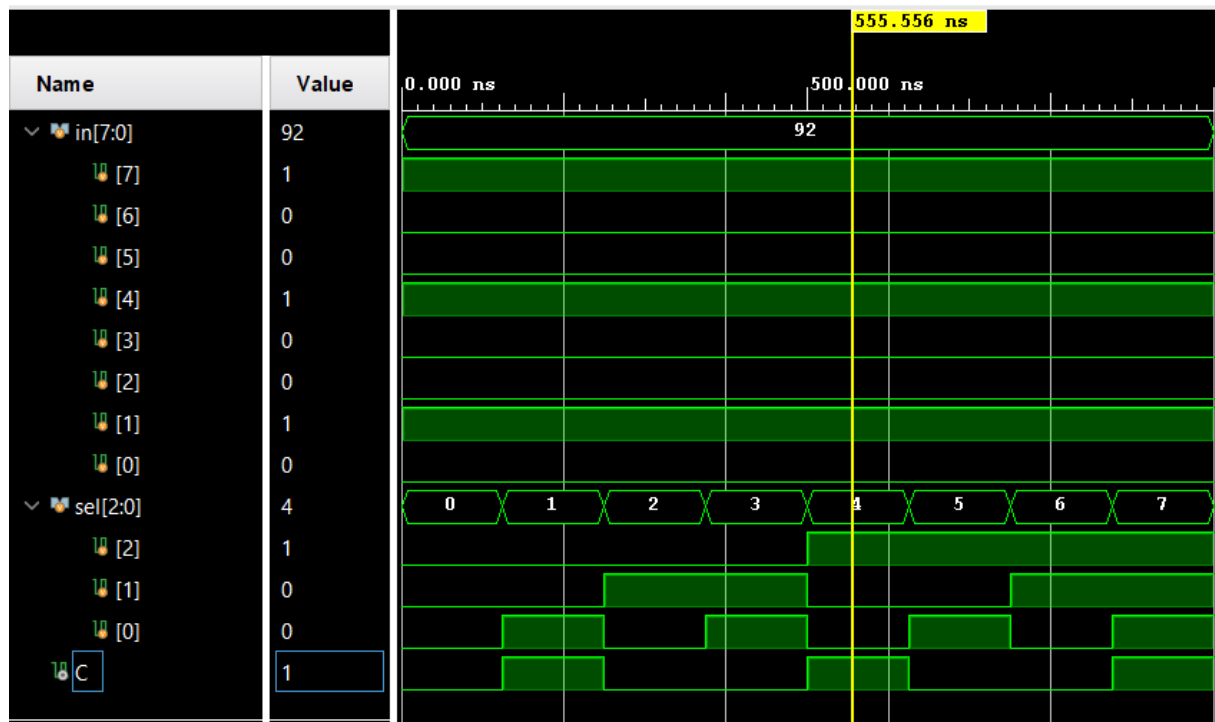 555.556 ns
Name Value 0.000 ns 500.000 ns
in[7:0] 92 92
[7] 1
[6] 0
[5] 0
[4] 1
[3] 0
[2] 0
[1] 1
[0] 0
sel[2:0] 4 0 1 2 3 4 5 6 7
[2] 1
[1] 0
[0] 0
C 1